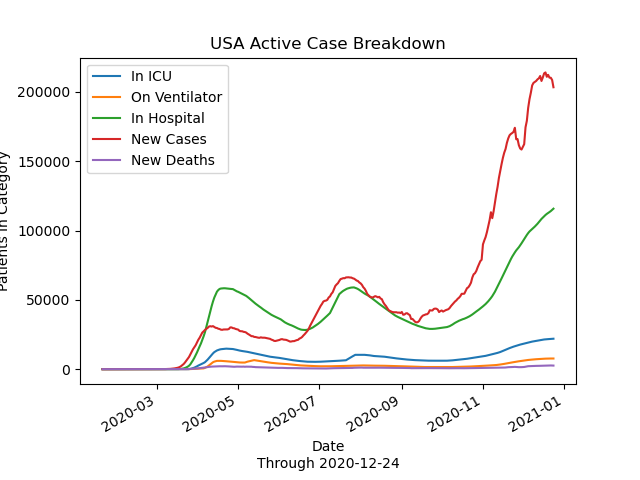 USA Active Case Breakdown
In ICU
On Ventilator
In Hospital
New Cases
New Deaths
200000
150000
100000
50000
0
Patients in Category
2020-03
2020-05
2020-07
2020-09
2020-11
2021-01
Date
Through 2020-12-24